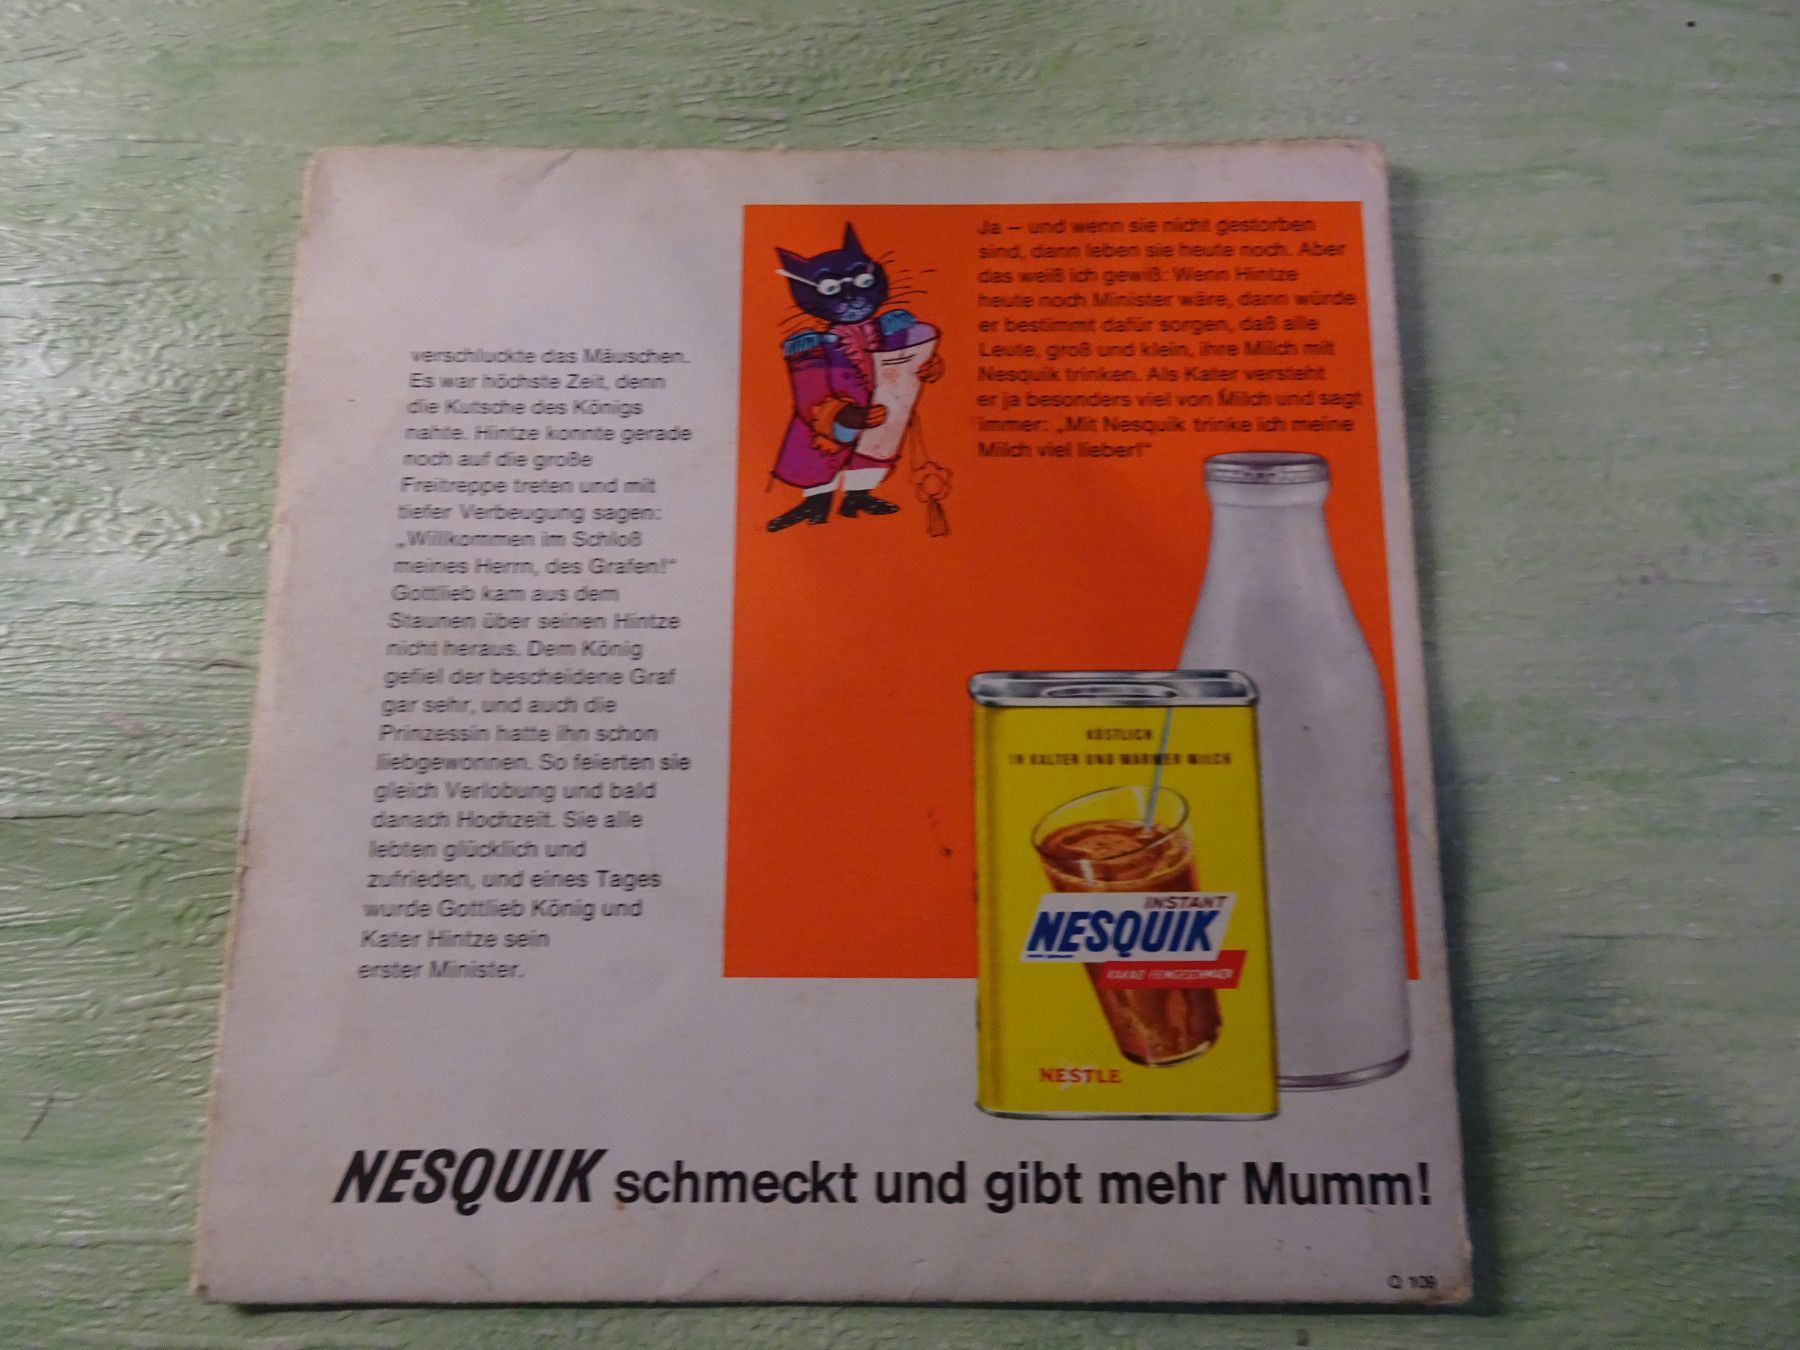 verschluckte das Mäuschen.
Es war höchste Zeit, denn
die Kutsche des Königs
nahte. Hintze konnte gerade
noch auf die große
Freitreppe treten und mit
tiefer Verbeugung sagen:
„Willkommen im Schloß
meines Herrn, des Grafen!“
Gottlieb kam aus dem
Staunen über seinen Hintze
nicht heraus. Dem König
gefiel der bescheidene Graf
gar sehr, und auch die
Prinzessin hatte ihn schon
liebgewonnen. So feierten sie
gleich Verlobung und bald
danach Hochzeit. Sie alle
lebten glücklich und
zufrieden, und eines Tages
wurde Gottlieb König und
Kater Hintze sein
erster Minister.
Ja – und wenn sie nicht gestorben
sind, dann leben sie heute noch. Aber
das weiß ich gewiß: Wenn Hintze
heute noch Minister wäre, dann würde
er bestimmt dafür sorgen, daß alle
Leute, groß und klein, ihre Milch mit
Nesquik trinken. Als Kater versteht
er ja besonders viel von Milch und sagt
immer: „Mit Nesquik trinke ich meine
Milch viel lieber!“
KÖSTLICH
IN KALTER UND WARMER MILCH
INSTANT
NESQUIK
KAKAO-FEINGESCHMACK
NESTLE
NESQUIK schmeckt und gibt mehr Mumm!
Q 109